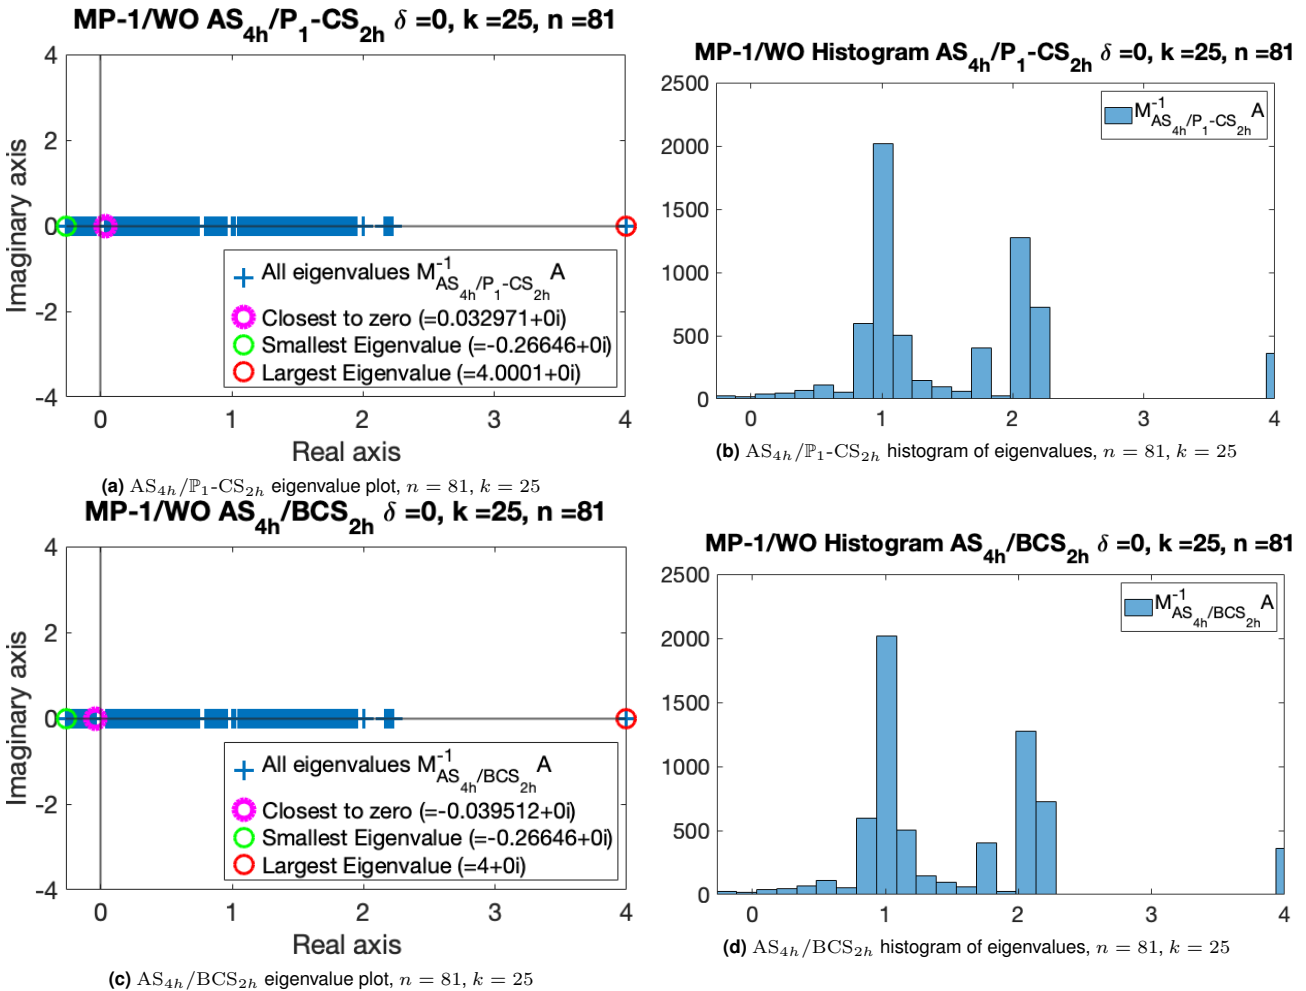 MP-1/WO AS4h/P1-CS2h δ =0, k =25, n =81
4
2
0
-2
-4
Imaginary axis
0 1 2 3 4
Real axis
All eigenvalues M-1AS4h/P1-CS2h A
Closest to zero (=0.032971+0i)
Smallest Eigenvalue (=-0.26646+0i)
Largest Eigenvalue (=4.0001+0i)
(a) AS4h/ℙ1-CS2h eigenvalue plot, n = 81, k = 25
MP-1/WO Histogram AS4h/P1-CS2h δ =0, k =25, n =81
2500
2000
1500
1000
500
0
0 1 2 3 4
M-1AS4h/P1-CS2h A
(b) AS4h/ℙ1-CS2h histogram of eigenvalues, n = 81, k = 25
MP-1/WO AS4h/BCS2h δ =0, k =25, n =81
4
2
0
-2
-4
Imaginary axis
0 1 2 3 4
Real axis
All eigenvalues M-1AS4h/BCS2h A
Closest to zero (=-0.039512+0i)
Smallest Eigenvalue (=-0.26646+0i)
Largest Eigenvalue (=4+0i)
(c) AS4h/BCS2h eigenvalue plot, n = 81, k = 25
MP-1/WO Histogram AS4h/BCS2h δ =0, k =25, n =81
2500
2000
1500
1000
500
0
0 1 2 3 4
M-1AS4h/BCS2h A
(d) AS4h/BCS2h histogram of eigenvalues, n = 81, k = 25